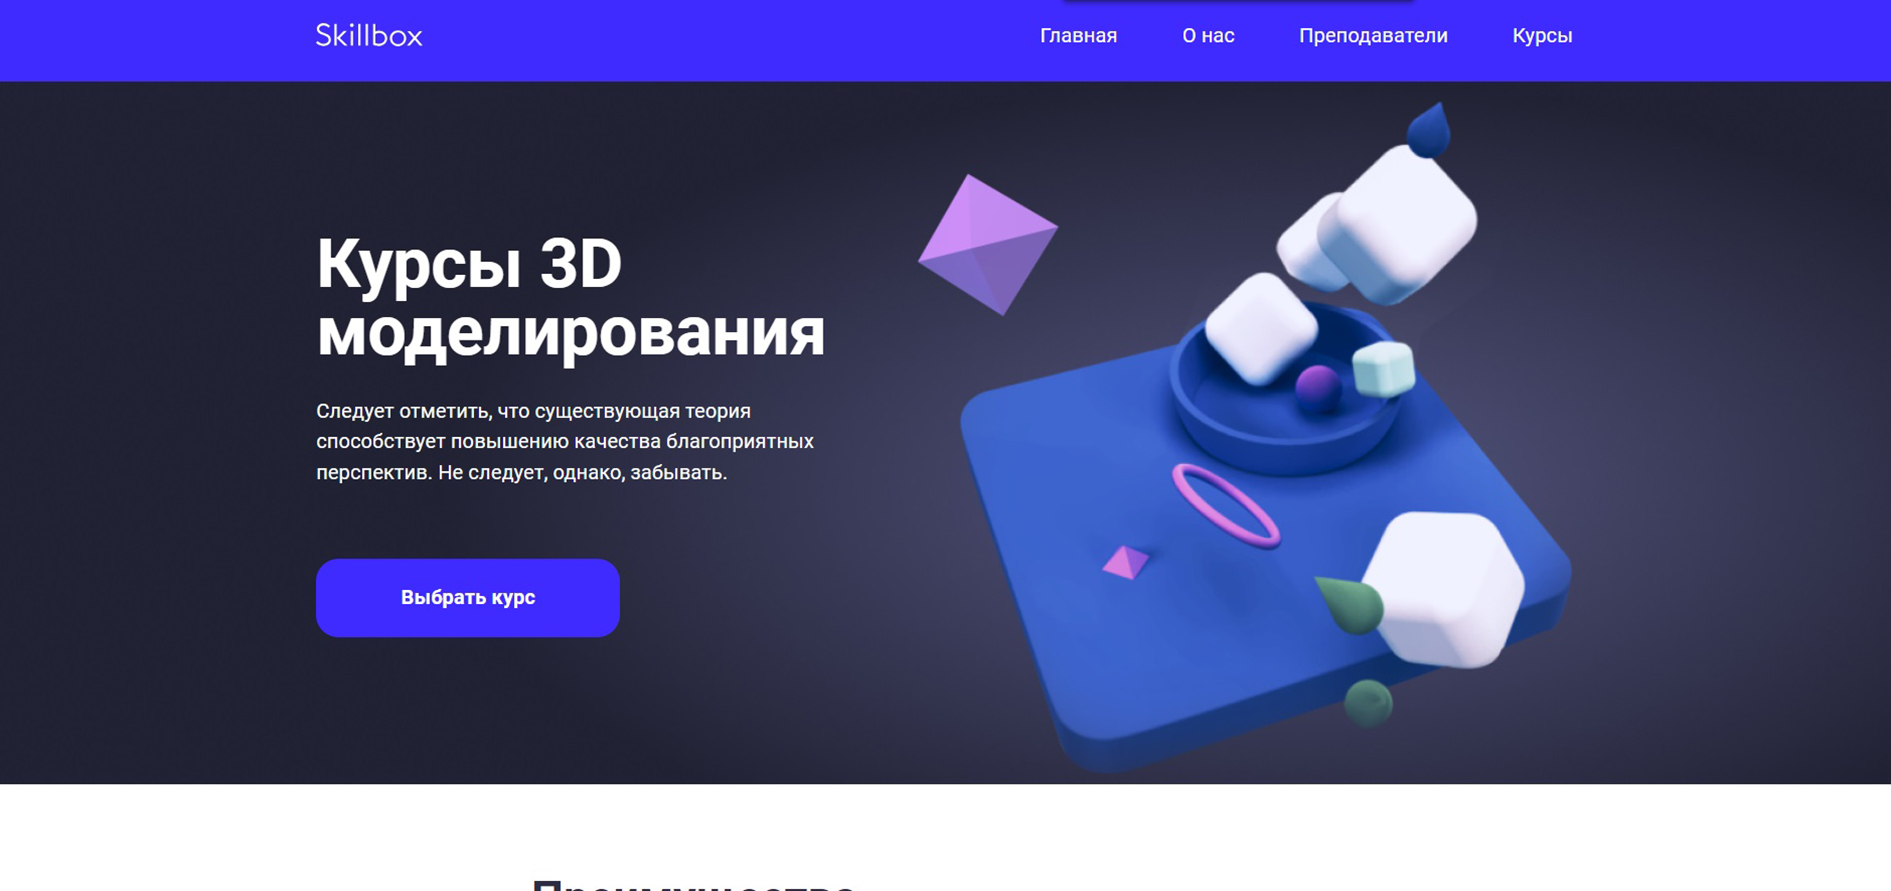 Skillbox
Главная О нас Преподаватели Курсы
Курсы 3D
моделирования
Следует отметить, что существующая теория
способствует повышению качества благоприятных
перспектив. Не следует, однако, забывать.
Выбрать курс
Преимущества